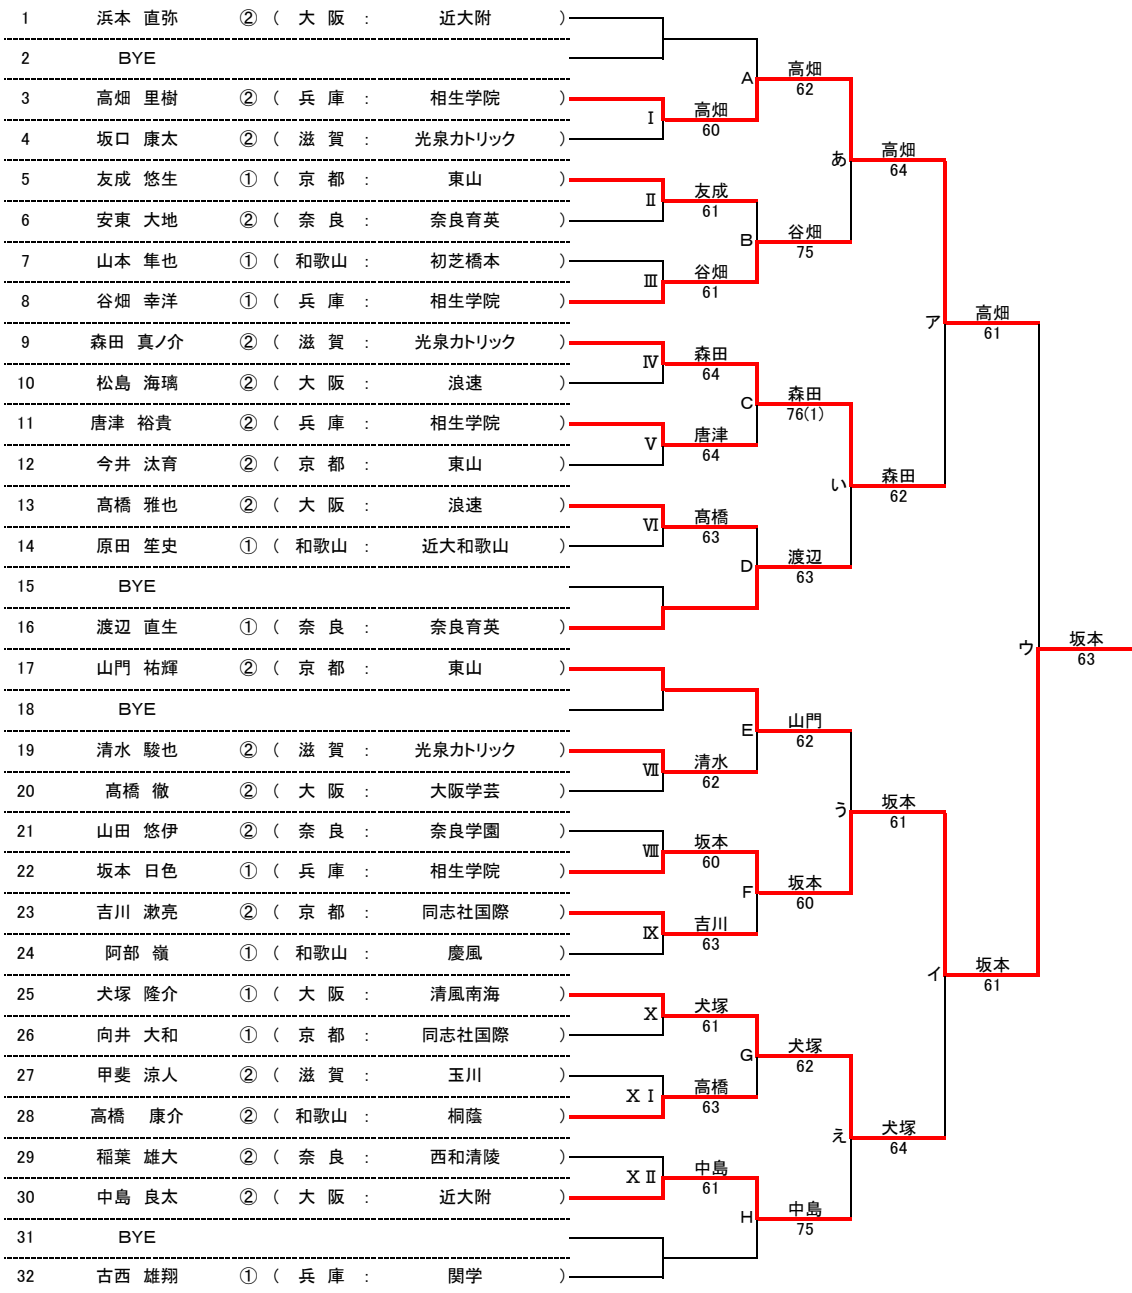 1 浜本 直弥 ② ( 大 阪 : 近大附 )
2 BYE
3 高畑 里樹 ② ( 兵 庫 : 相生学院 )
4 坂口 康太 ② ( 滋 賀 : 光泉カトリック )
5 友成 悠生 ① ( 京 都 : 東山 )
6 安東 大地 ② ( 奈 良 : 奈良育英 )
7 山本 隼也 ① ( 和歌山 : 初芝橋本 )
8 谷畑 幸洋 ① ( 兵 庫 : 相生学院 )
9 森田 真ノ介 ② ( 滋 賀 : 光泉カトリック )
10 松島 海璃 ② ( 大 阪 : 浪速 )
11 唐津 裕貴 ② ( 兵 庫 : 相生学院 )
12 今井 汰育 ② ( 京 都 : 東山 )
13 髙橋 雅也 ② ( 大 阪 : 浪速 )
14 原田 笙史 ① ( 和歌山 : 近大和歌山 )
15 BYE
16 渡辺 直生 ① ( 奈 良 : 奈良育英 )
17 山門 祐輝 ② ( 京 都 : 東山 )
18 BYE
19 清水 駿也 ② ( 滋 賀 : 光泉カトリック )
20 髙橋 徹 ② ( 大 阪 : 大阪学芸 )
21 山田 悠伊 ② ( 奈 良 : 奈良学園 )
22 坂本 日色 ① ( 兵 庫 : 相生学院 )
23 吉川 漱亮 ② ( 京 都 : 同志社国際 )
24 阿部 嶺 ① ( 和歌山 : 慶風 )
25 犬塚 隆介 ① ( 大 阪 : 清風南海 )
26 向井 大和 ① ( 京 都 : 同志社国際 )
27 甲斐 涼人 ② ( 滋 賀 : 玉川 )
28 高橋 康介 ② ( 和歌山 : 桐蔭 )
29 稲葉 雄大 ② ( 奈 良 : 西和清陵 )
30 中島 良太 ② ( 大 阪 : 近大附 )
31 BYE
32 古西 雄翔 ① ( 兵 庫 : 関学 )
Ⅰ
高畑
60
Ⅱ
友成
61
Ⅲ
谷畑
61
Ⅳ
森田
64
Ⅴ
唐津
64
Ⅵ
髙橋
63
Ⅶ
清水
62
Ⅷ
坂本
60
Ⅸ
吉川
63
Ⅹ
犬塚
61
ⅩⅠ
高橋
63
ⅩⅡ
中島
61
A
高畑
62
B
谷畑
75
C
森田
76(1)
D
渡辺
63
E
山門
62
F
坂本
60
G
犬塚
62
H
中島
75
あ
高畑
64
い
森田
62
う
坂本
61
え
犬塚
64
ア
高畑
61
イ
坂本
61
ウ
坂本
63